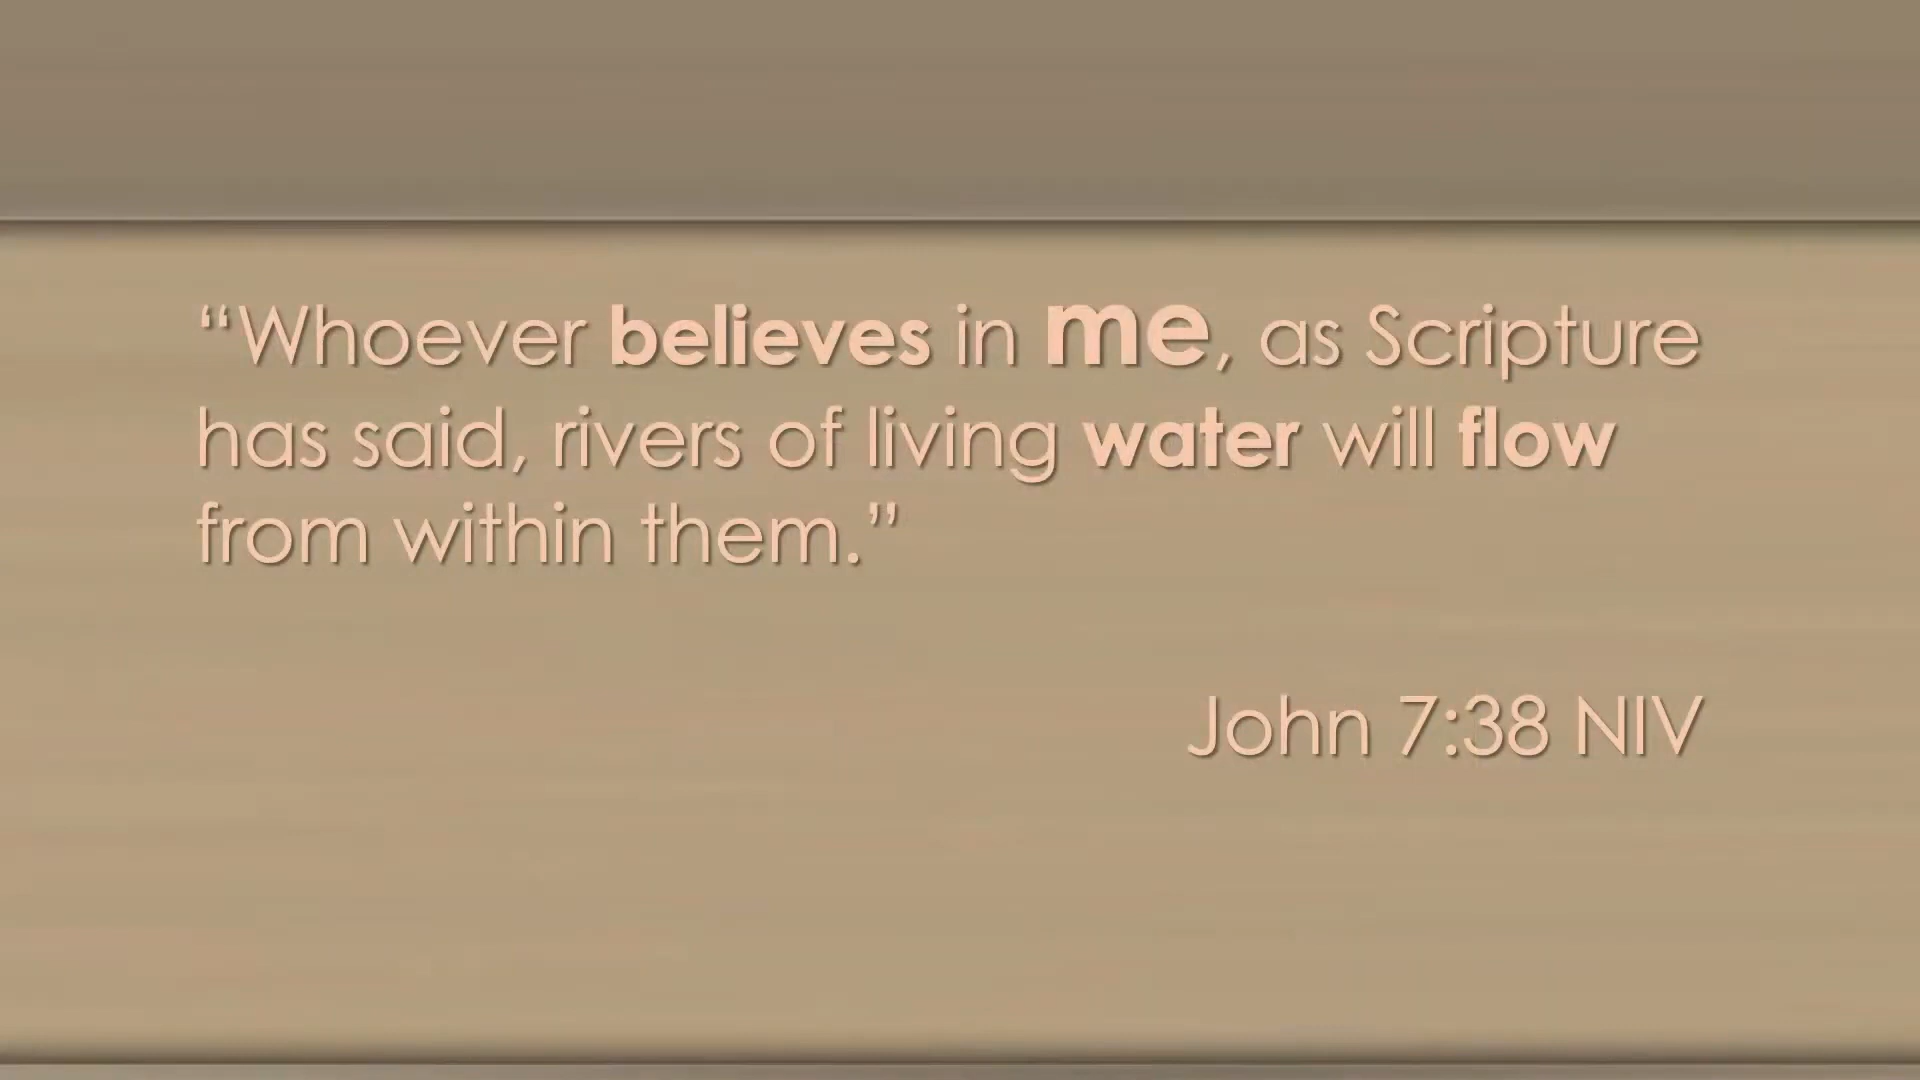 “Whoever believes in me, as Scripture
has said, rivers of living water will flow
from within them.”
John 7:38 NIV